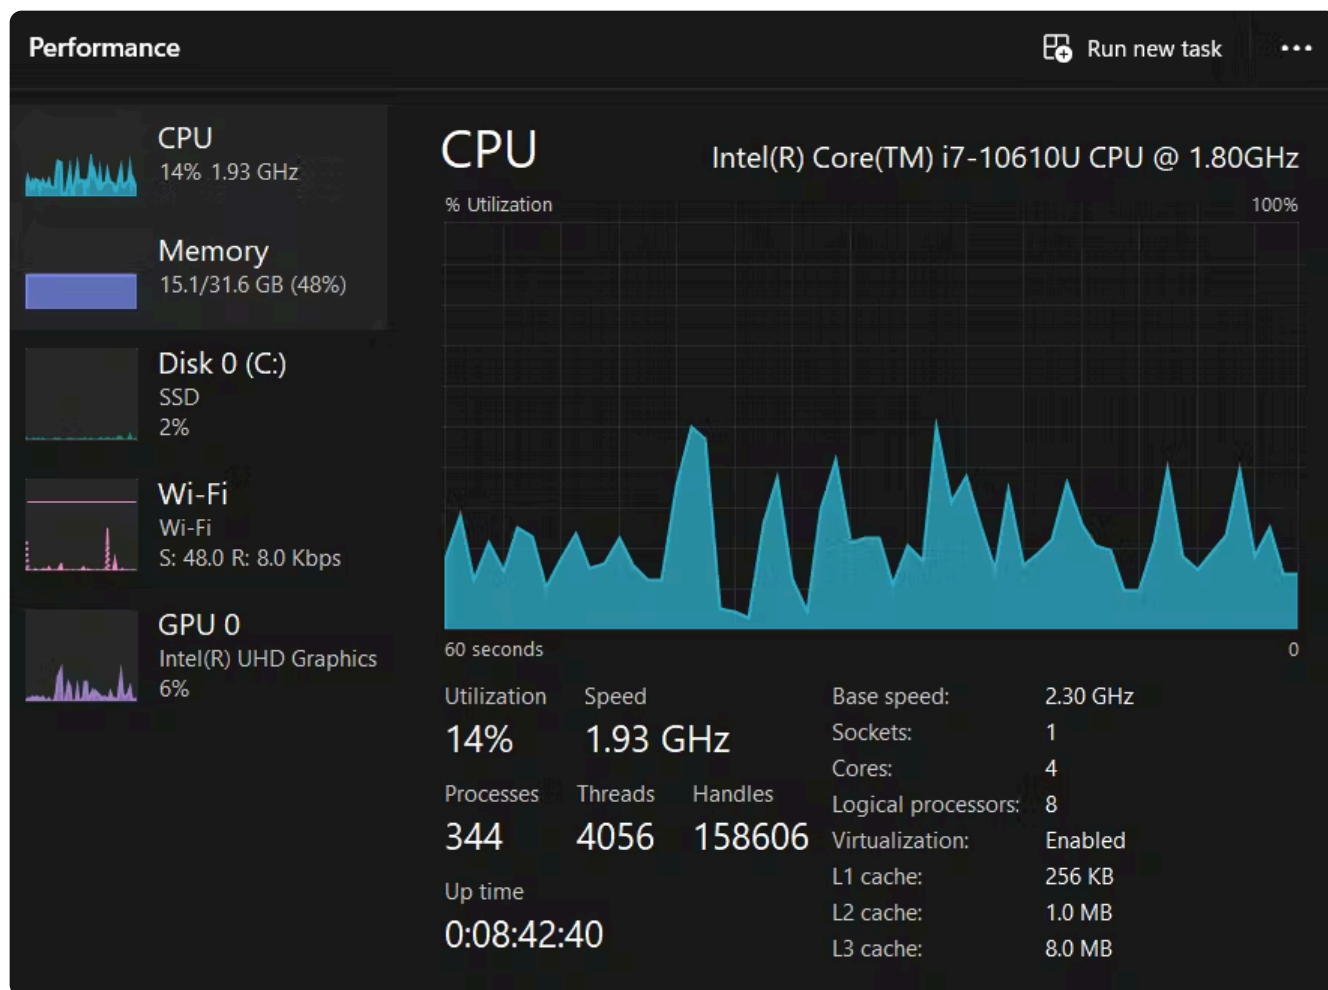 Performance
Run new task
CPU
14% 1.93 GHz
Memory
15.1/31.6 GB (48%)
Disk 0 (C:)
SSD
2%
Wi-Fi
Wi-Fi
S: 48.0 R: 8.0 Kbps
GPU 0
Intel(R) UHD Graphics
6%
CPU
Intel(R) Core(TM) i7-10610U CPU @ 1.80GHz
% Utilization
100%
60 seconds
0
Utilization Speed
14% 1.93 GHz
Processes Threads Handles
344 4056 158606
Up time
0:08:42:40
Base speed: 2.30 GHz
Sockets: 1
Cores: 4
Logical processors: 8
Virtualization: Enabled
L1 cache: 256 KB
L2 cache: 1.0 MB
L3 cache: 8.0 MB